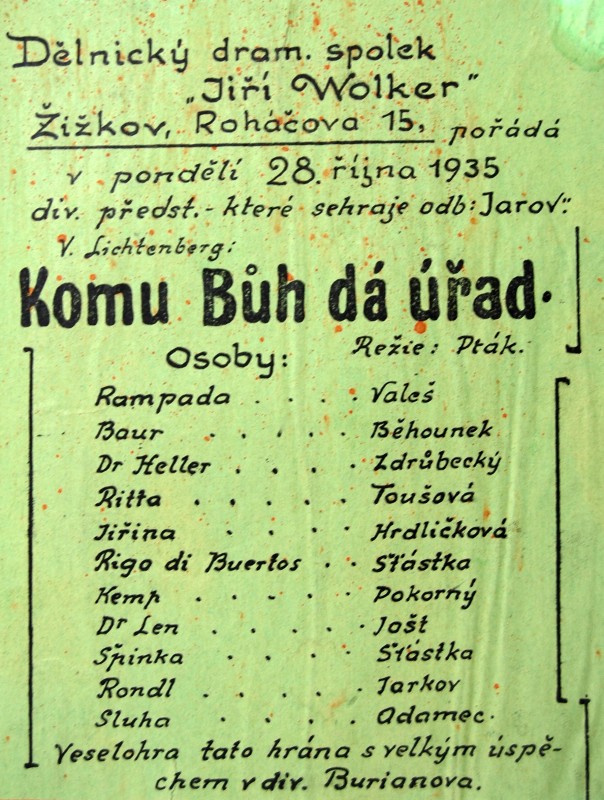 Dělnický dram. spolek
„Jiří Wolker"
Žižkov, Roháčova 15, pořádá
v pondělí 28. října 1935
div. předst. - které sehraje odb: Jarov":
V. Lichtenberg:
Komu Bůh dá úřad.
Režie: Pták.
Osoby:
Rampada . . . . Valeš
Baur . . . . . Běhounek
Dr Heller . . . . Zdrůbecký
Ritta . . . . . Toušová
Jiřina . . . . Hrdličková
Rigo di Buertos . . Sťástka
Kemp . . . . . Pokorný
Dr Len . . . . . Jošt
Špinka . . . . Sťástka
Rondl . . . . . Jarkov
Sluha . . . . Adamec.
Veselohra tato hrána s velkým úspě-
chem v div. Burianova.